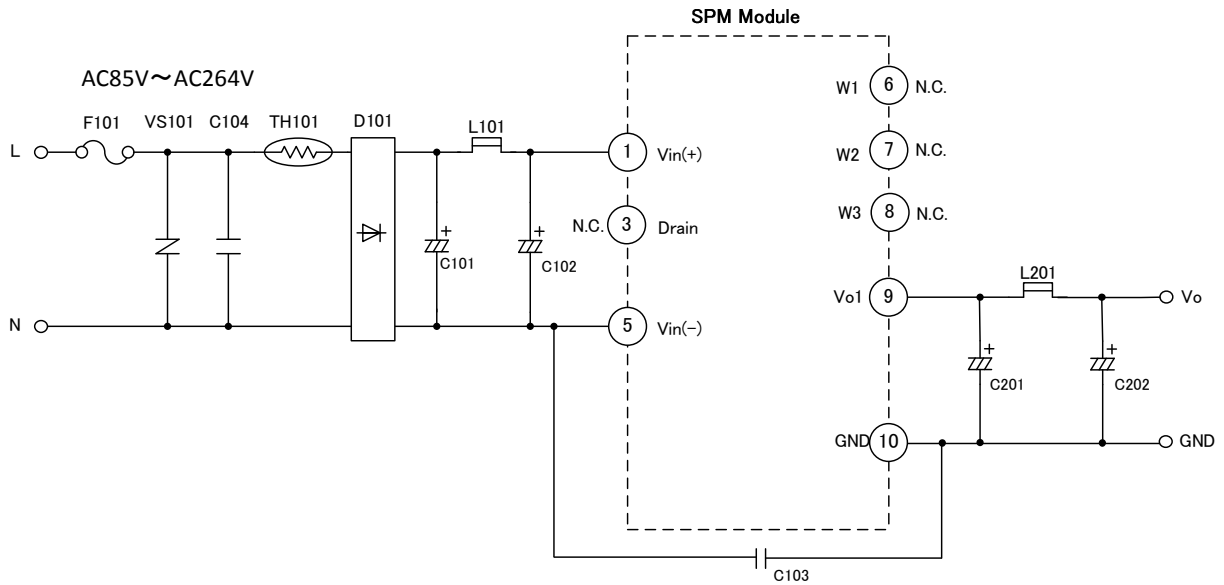 SPM Module
AC85V～AC264V
F101 VS101 C104 TH101 D101
L101
L
1 Vin(+)
W1 6 N.C.
W2 7 N.C.
W3 8 N.C.
N.C. 3 Drain
+
C101
+
C102
N
5 Vin(-)
Vo1 9
L201
Vo
+
C201
+
C202
GND 10
GND
C103